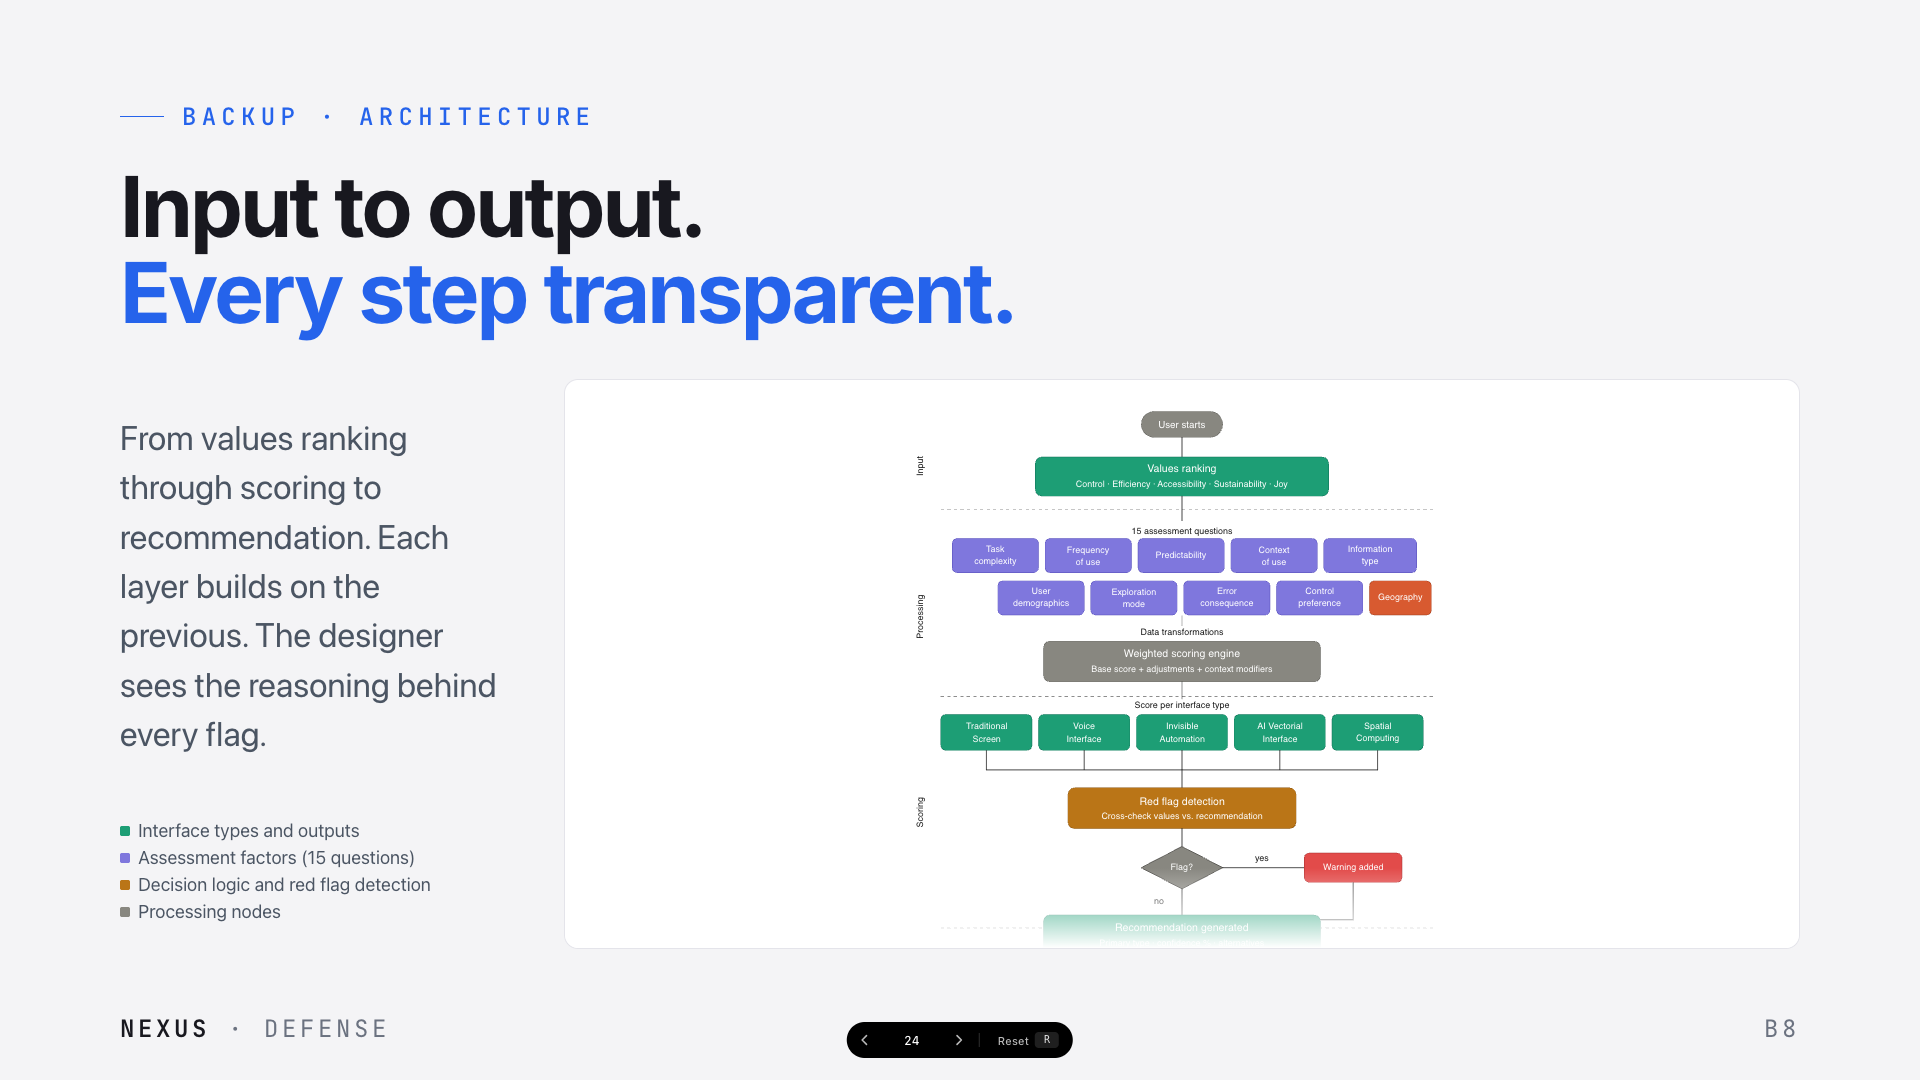 BACKUP · ARCHITECTURE
Input to output.
Every step transparent.
From values ranking
through scoring to
recommendation. Each
layer builds on the
previous. The designer
sees the reasoning behind
every flag.
Interface types and outputs
Assessment factors (15 questions)
Decision logic and red flag detection
Processing nodes
User starts
Input
Values ranking
Control · Efficiency · Accessibility · Sustainability · Joy
15 assessment questions
Task
complexity
Frequency
of use
Predictability
Context
of use
Information
type
Processing
User
demographics
Exploration
mode
Error
consequence
Control
preference
Geography
Data transformations
Weighted scoring engine
Base score + adjustments + context modifiers
Score per interface type
Traditional
Screen
Voice
Interface
Invisible
Automation
AI Vectorial
Interface
Spatial
Computing
Scoring
Red flag detection
Cross-check values vs. recommendation
Flag?
yes
Warning added
no
Recommendation generated
NEXUS · DEFENSE
24
Reset R
B8